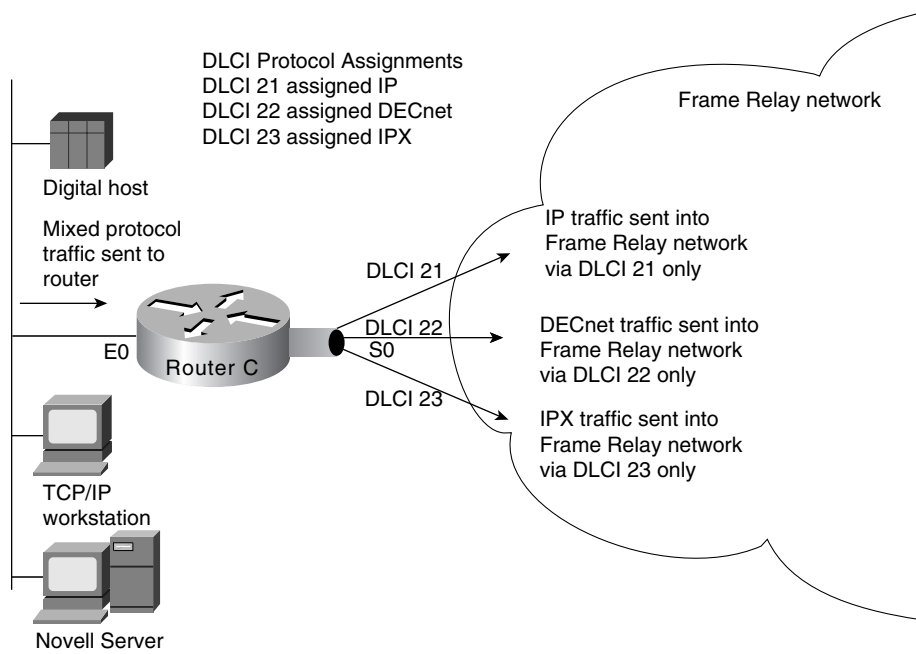 DLCI Protocol Assignments
DLCI 21 assigned IP
DLCI 22 assigned DECnet
DLCI 23 assigned IPX
Frame Relay network
Digital host
Mixed protocol
traffic sent to
router
IP traffic sent into
Frame Relay network
via DLCI 21 only
DLCI 21
DLCI 22
DECnet traffic sent into
Frame Relay network
via DLCI 22 only
E0
S0
Router C
DLCI 23
IPX traffic sent into
Frame Relay network
via DLCI 23 only
TCP/IP
workstation
Novell Server